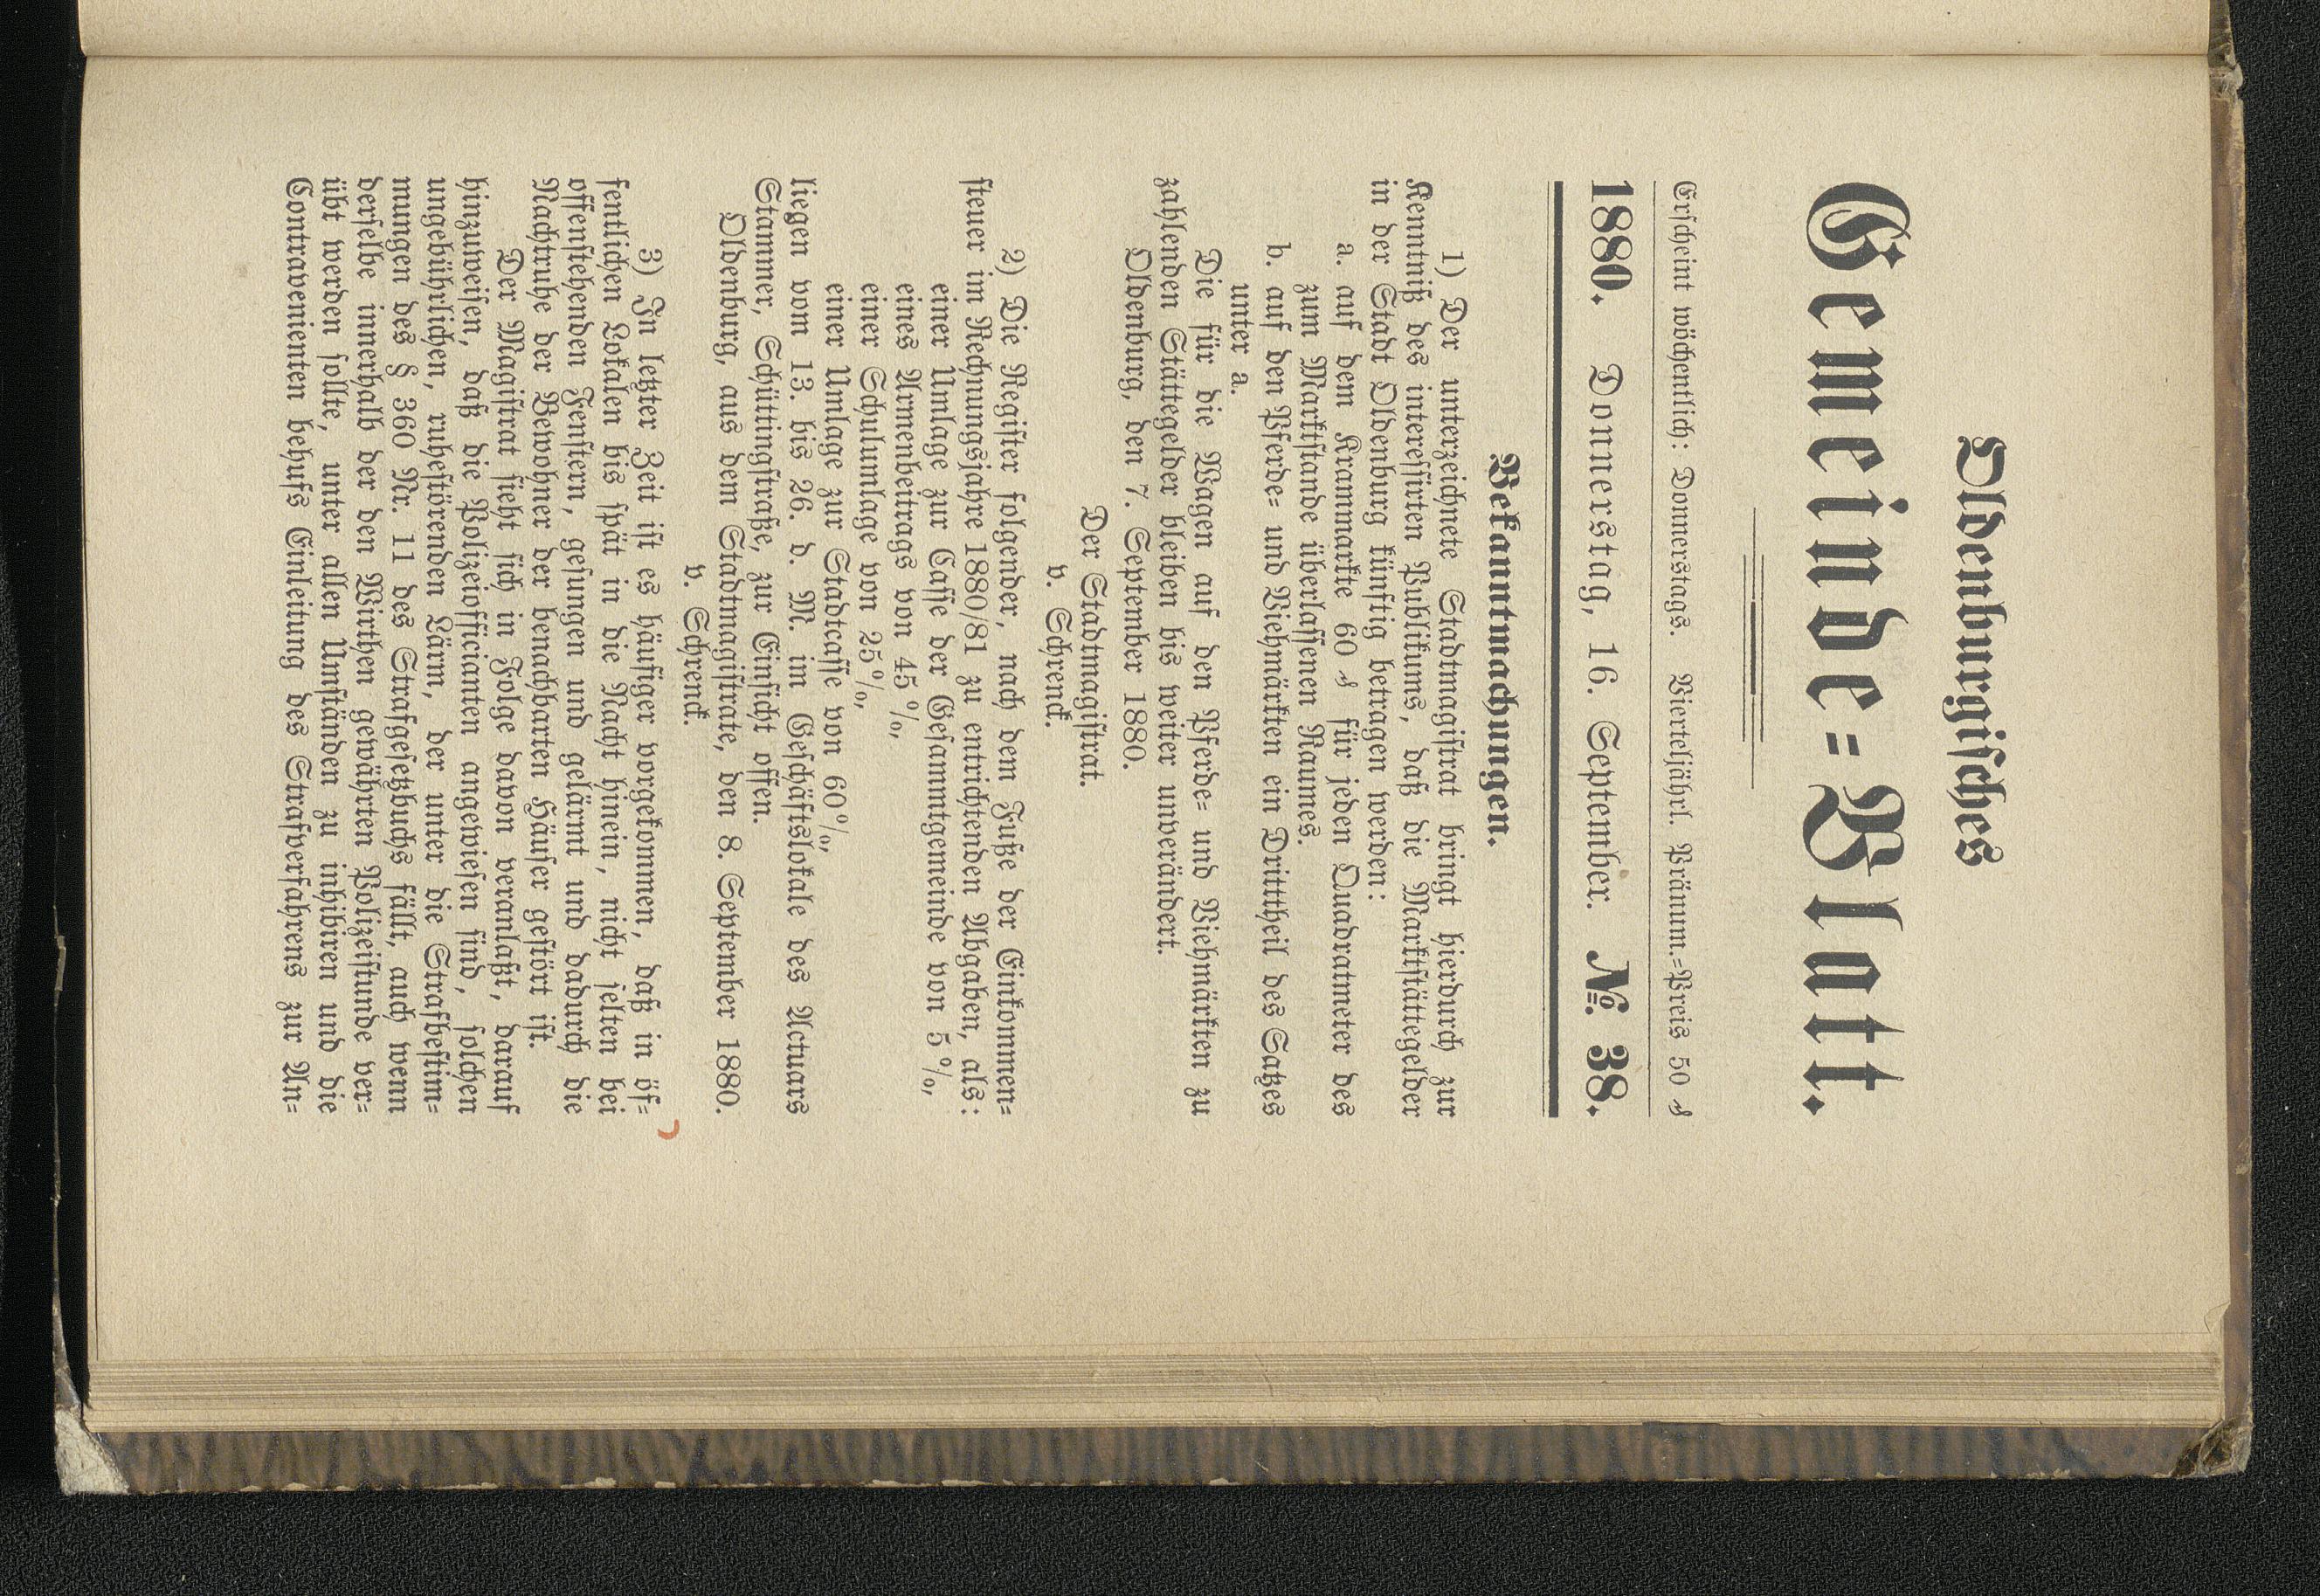 Oldenburgisches
Gemeinde=Blatt.
Erscheint wöchentlich: Donnerstags. Vierteljährl. Pränum.=Preis 50 ₰
1880. Donnerstag, 16. September. №. 38.
Bekanntmachungen.
1) Der unterzeichnete Stadtmagistrat bringt hierdurch zur
Kenntniß des interessirten Publikums, daß die Marktstättegelder
in der Stadt Oldenburg künftig betragen werden:
a. auf dem Krammarkte 60 ₰ für jeden Quadratmeter des
zum Marktstande überlassenen Raumes.
b. auf den Pferde= und Viehmärkten ein Drittheil des Satzes
unter a.
Die für die Wagen auf den Pferde= und Viehmärkten zu
zahlenden Stättegelder bleiben bis weiter unverändert.
Oldenburg, den 7. September 1880.
Der Stadtmagistrat.
v. Schrenck.
2) Die Register folgender, nach dem Fuße der Einkommen=
steuer im Rechnungsjahre 1880/81 zu entrichtenden Abgaben, als:
einer Umlage zur Casse der Gesammtgemeinde von 5%,
eines Armenbeitrags von 45%,
einer Schulumlage von 25%,
einer Umlage zur Stadtcasse von 60%,
liegen vom 13. bis 26. d. M. im Geschäftslokale des Actuars
Stammer, Schüttingstraße, zur Einsicht offen.
Oldenburg, aus dem Stadtmagistrate, den 8. September 1880.
v. Schrenck.
3) In letzter Zeit ist es häufiger vorgekommen, daß in öf=
fentlichen Lokalen bis spät in die Nacht hinein, nicht selten bei
offenstehenden Fenstern, gesungen und gelärmt und dadurch die
Nachtruhe der Bewohner der benachbarten Häuser gestört ist.
Der Magistrat sieht sich in Folge davon veranlaßt, darauf
hinzuweisen, daß die Polizeiofficianten angewiesen sind, solchen
ungebührlichen, ruhestörenden Lärm, der unter die Strafbestim=
mungen des § 360 Nr. 11 des Strafgesetzbuchs fällt, auch wenn
derselbe innerhalb der den Wirthen gewährten Polizeistunde ver=
übt werden sollte, unter allen Umständen zu inhibiren und die
Contravenienten behufs Einleitung des Strafverfahrens zur An=